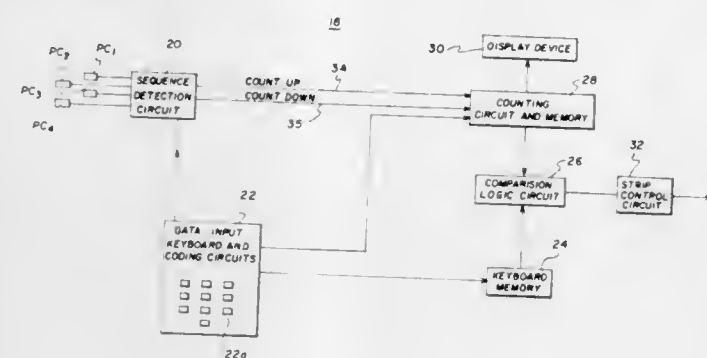 18
20
PC1
PC2
PC3
PC4
SEQUENCE
DETECTION
CIRCUIT
COUNT UP
34
COUNT DOWN
35
30
DISPLAY DEVICE
28
COUNTING
CIRCUIT AND MEMORY
26
COMPARISION
LOGIC CIRCUIT
32
STRIP
CONTROL
CIRCUIT
22
DATA INPUT
KEYBOARD AND
CODING CIRCUITS
22a
24
KEYBOARD
MEMORY